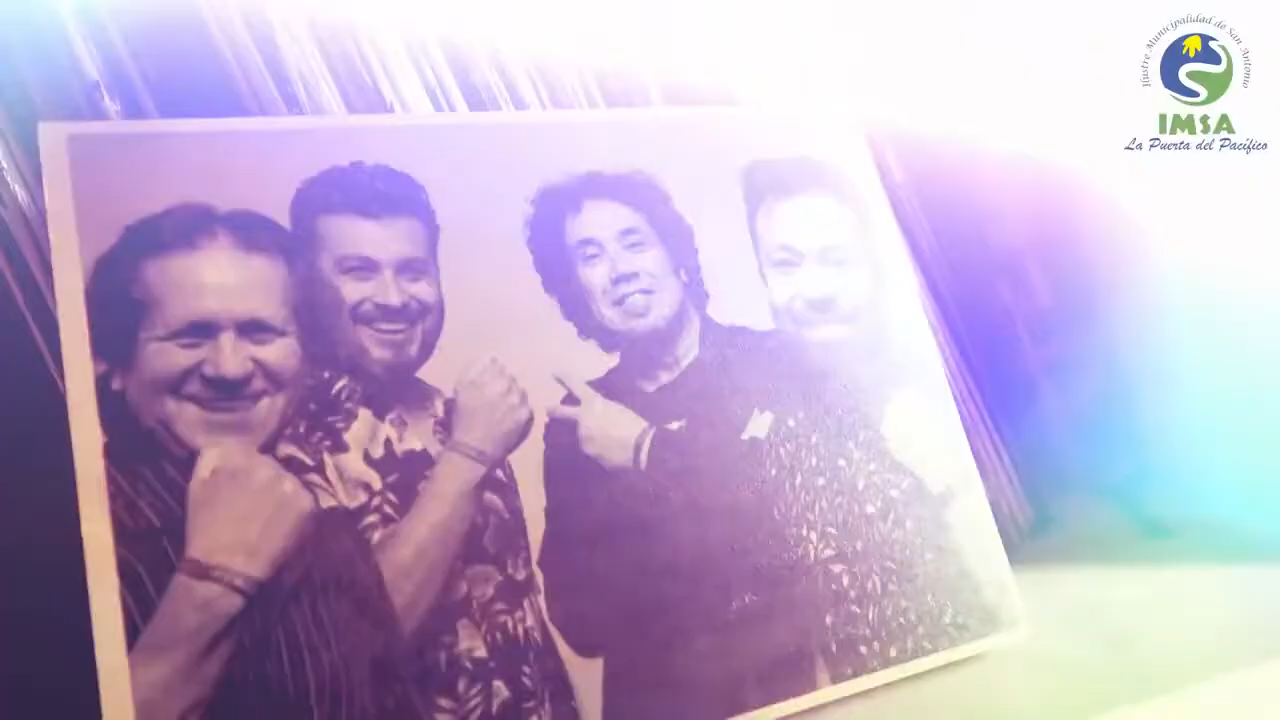 Ilustre Municipalidad de San Antonio
IMSA
La Puerta del Pacífico